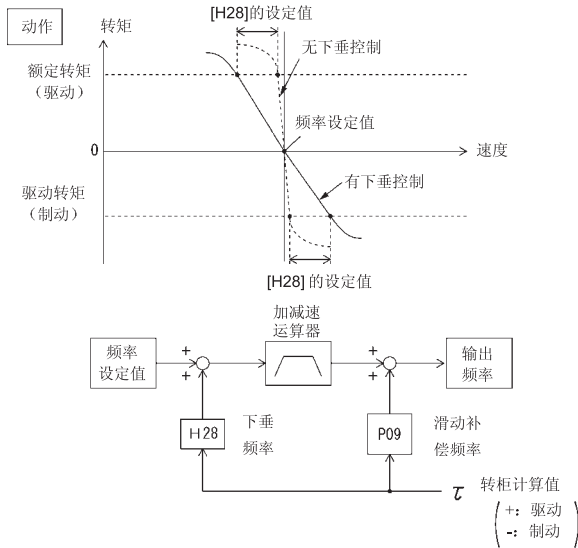 动作
转矩
[H28]的设定值
无下垂控制
额定转矩
（驱动）
频率设定值
0
速度
驱动转矩
（制动）
有下垂控制
[H28] 的设定值
加减速
运算器
频率
设定值
+
+
+
+
输出
频率
H28
下垂
频率
P09
滑动补
偿频率
τ
转柜计算值
(+: 驱动
-: 制动)